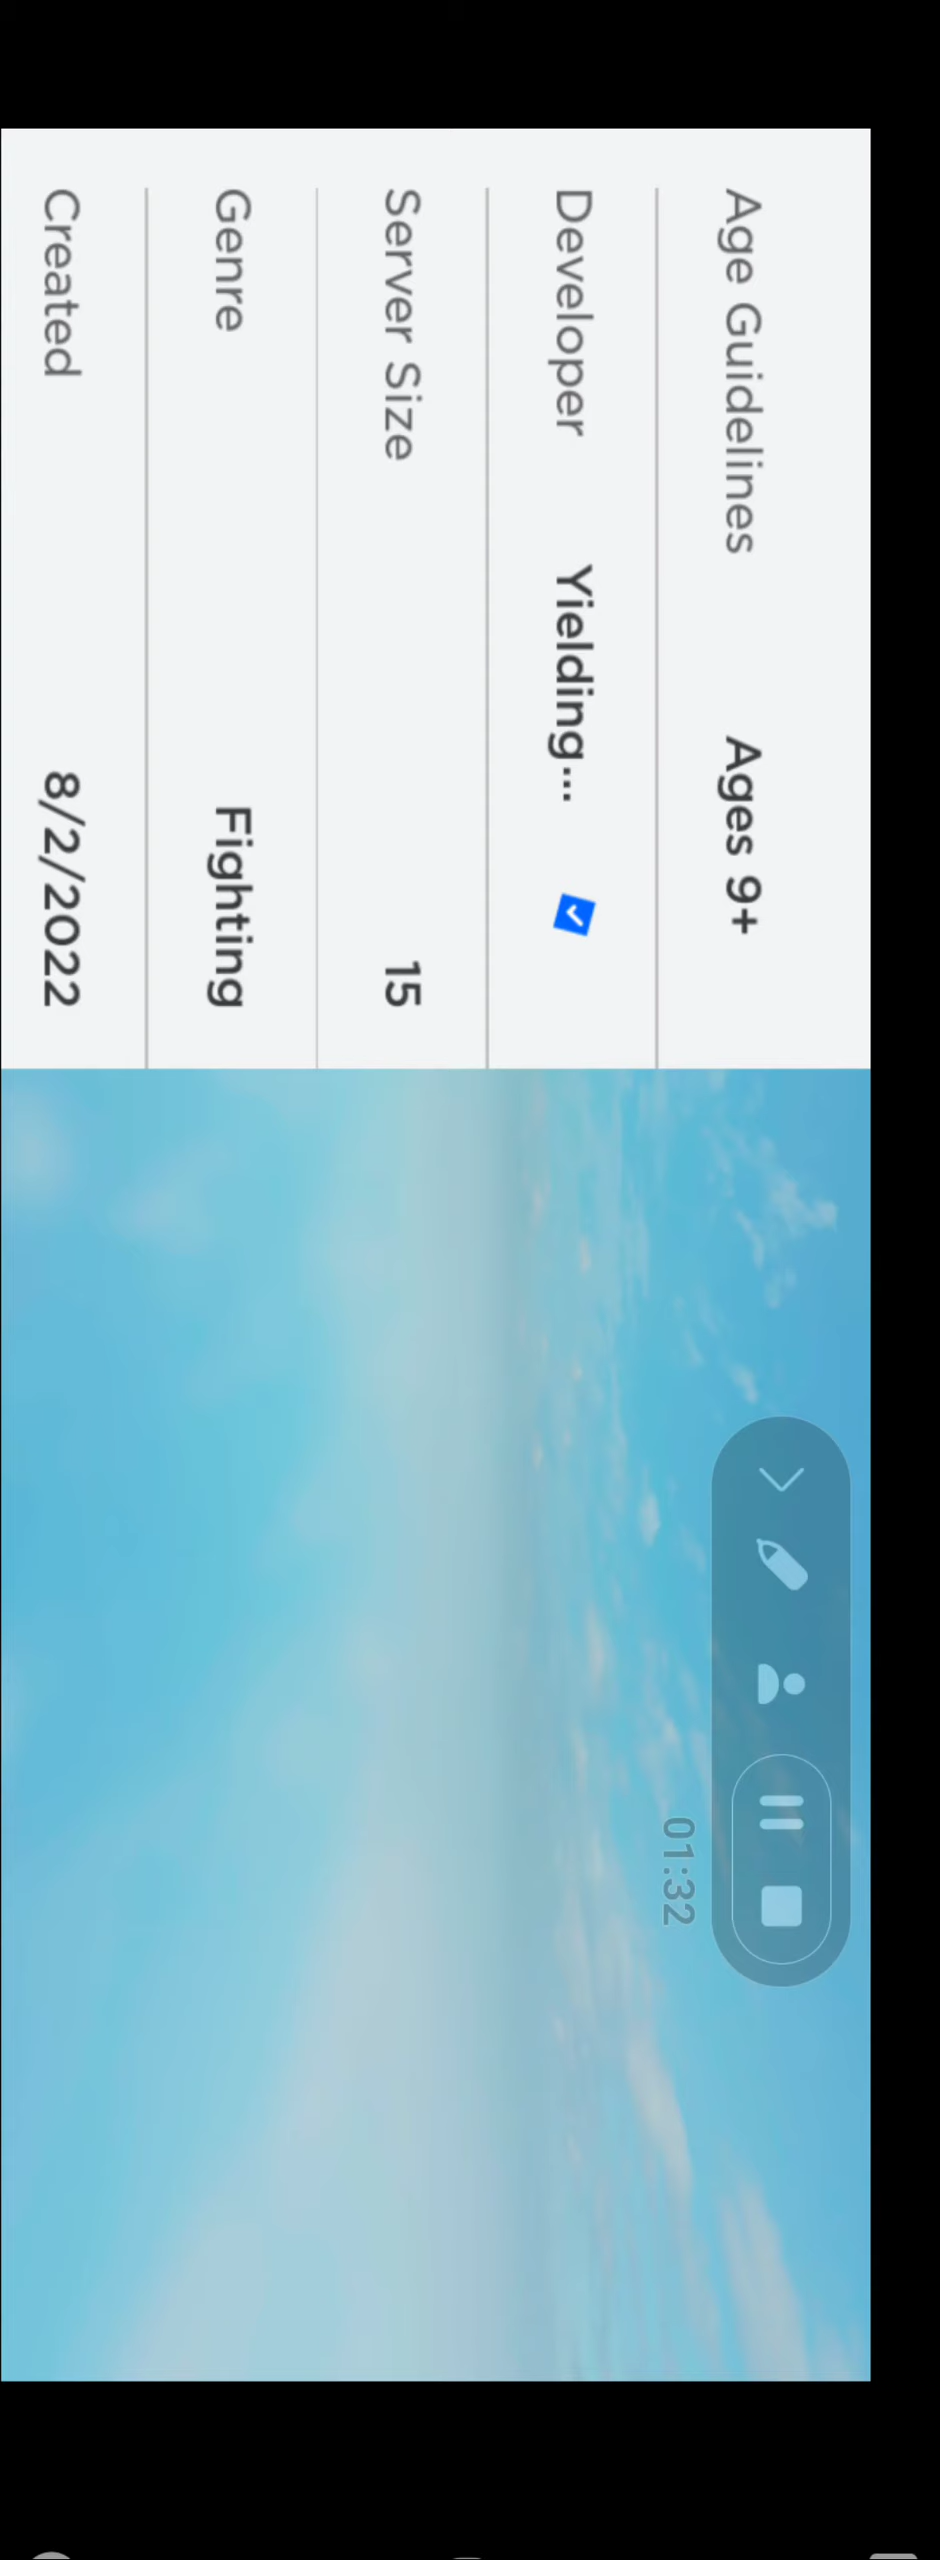 Age Guidelines Ages 9+
Developer Yielding...
Server Size 15
Genre Fighting
Created 8/2/2022
01:32